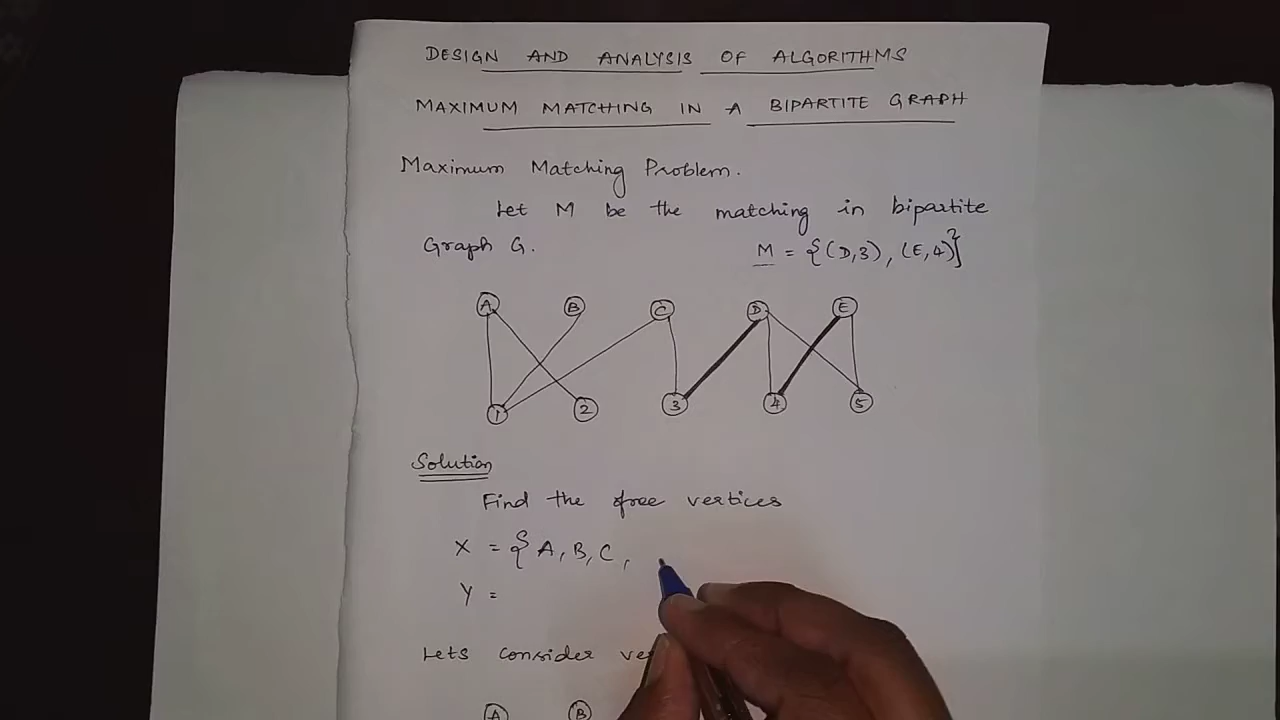 DESIGN AND ANALYSIS OF ALGORITHMS
MAXIMUM MATCHING IN A BIPARTITE GRAPH
Maximum Matching Problem.
Let M be the matching in bipartite
Graph G. M = {(D,3), (E,4)}
A B C D E
1 2 3 4 5
Solution
Find the free vertices
X = { A, B, C,
Y =
Lets consider
A B